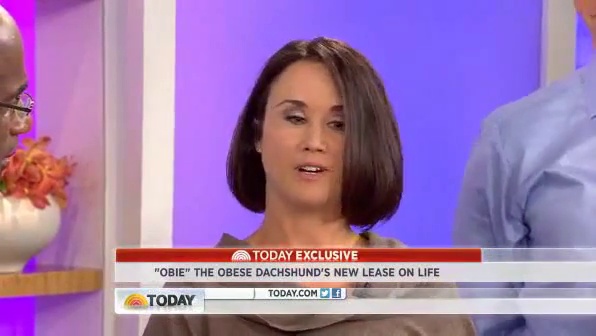 TODAY EXCLUSIVE
"OBIE" THE OBESE DACHSHUND'S NEW LEASE ON LIFE
TODAY
TODAY.COM